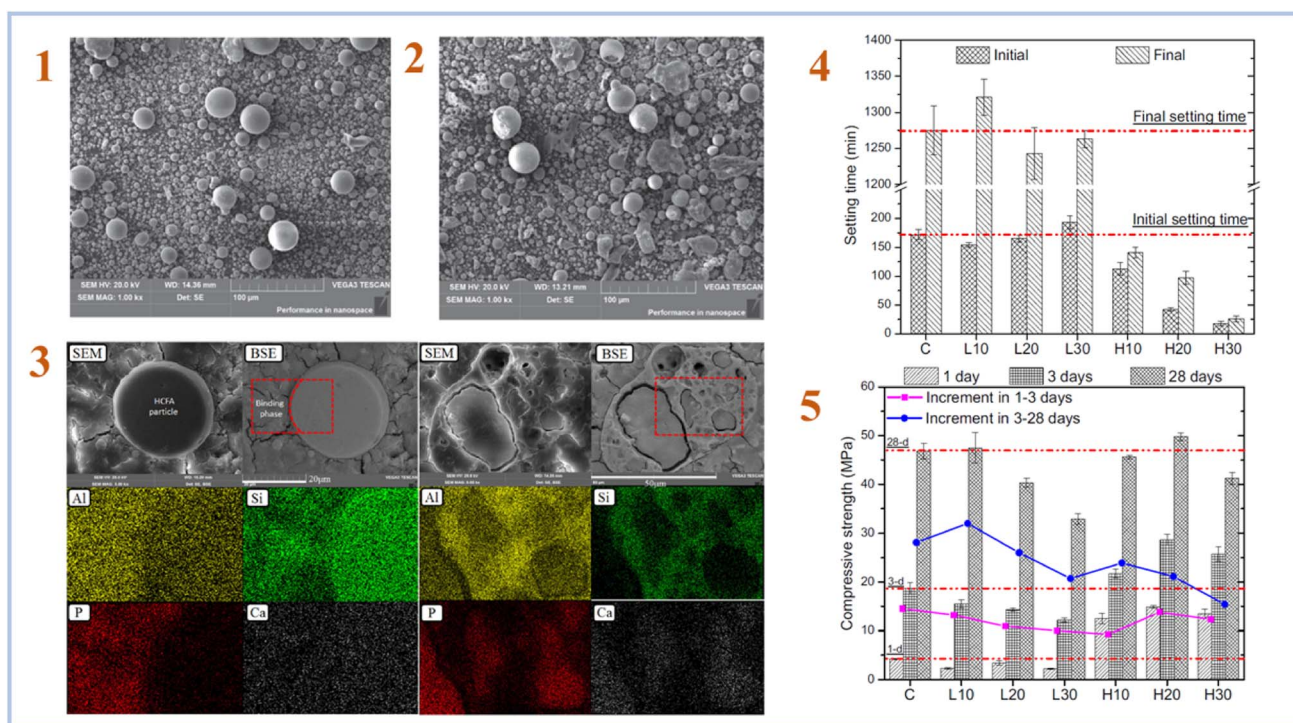 1
SEM HV: 20.0 kV
WD: 14.36 mm
VEGA3 TESCAN
SEM MAG: 1.00 kx
Det: SE
100 µm
Performance in nanospace
2
SEM HV: 20.0 kV
WD: 13.21 mm
VEGA3 TESCAN
SEM MAG: 1.00 kx
Det: SE
100 µm
Performance in nanospace
3
SEM
HCFA
particle
BSE
Binding
phase
20µm
SEM
BSE
50µm
Al
Si
Al
Si
P
Ca
P
Ca
4
Initial
Final
Final setting time
Initial setting time
Setting time (min)
1400
1350
1300
1250
1200
200
150
100
50
0
C L10 L20 L30 H10 H20 H30
5
1 day
3 days
28 days
Increment in 1-3 days
Increment in 3-28 days
28-d
3-d
1-d
Compressive strength (MPa)
60
50
40
30
20
10
0
C L10 L20 L30 H10 H20 H30